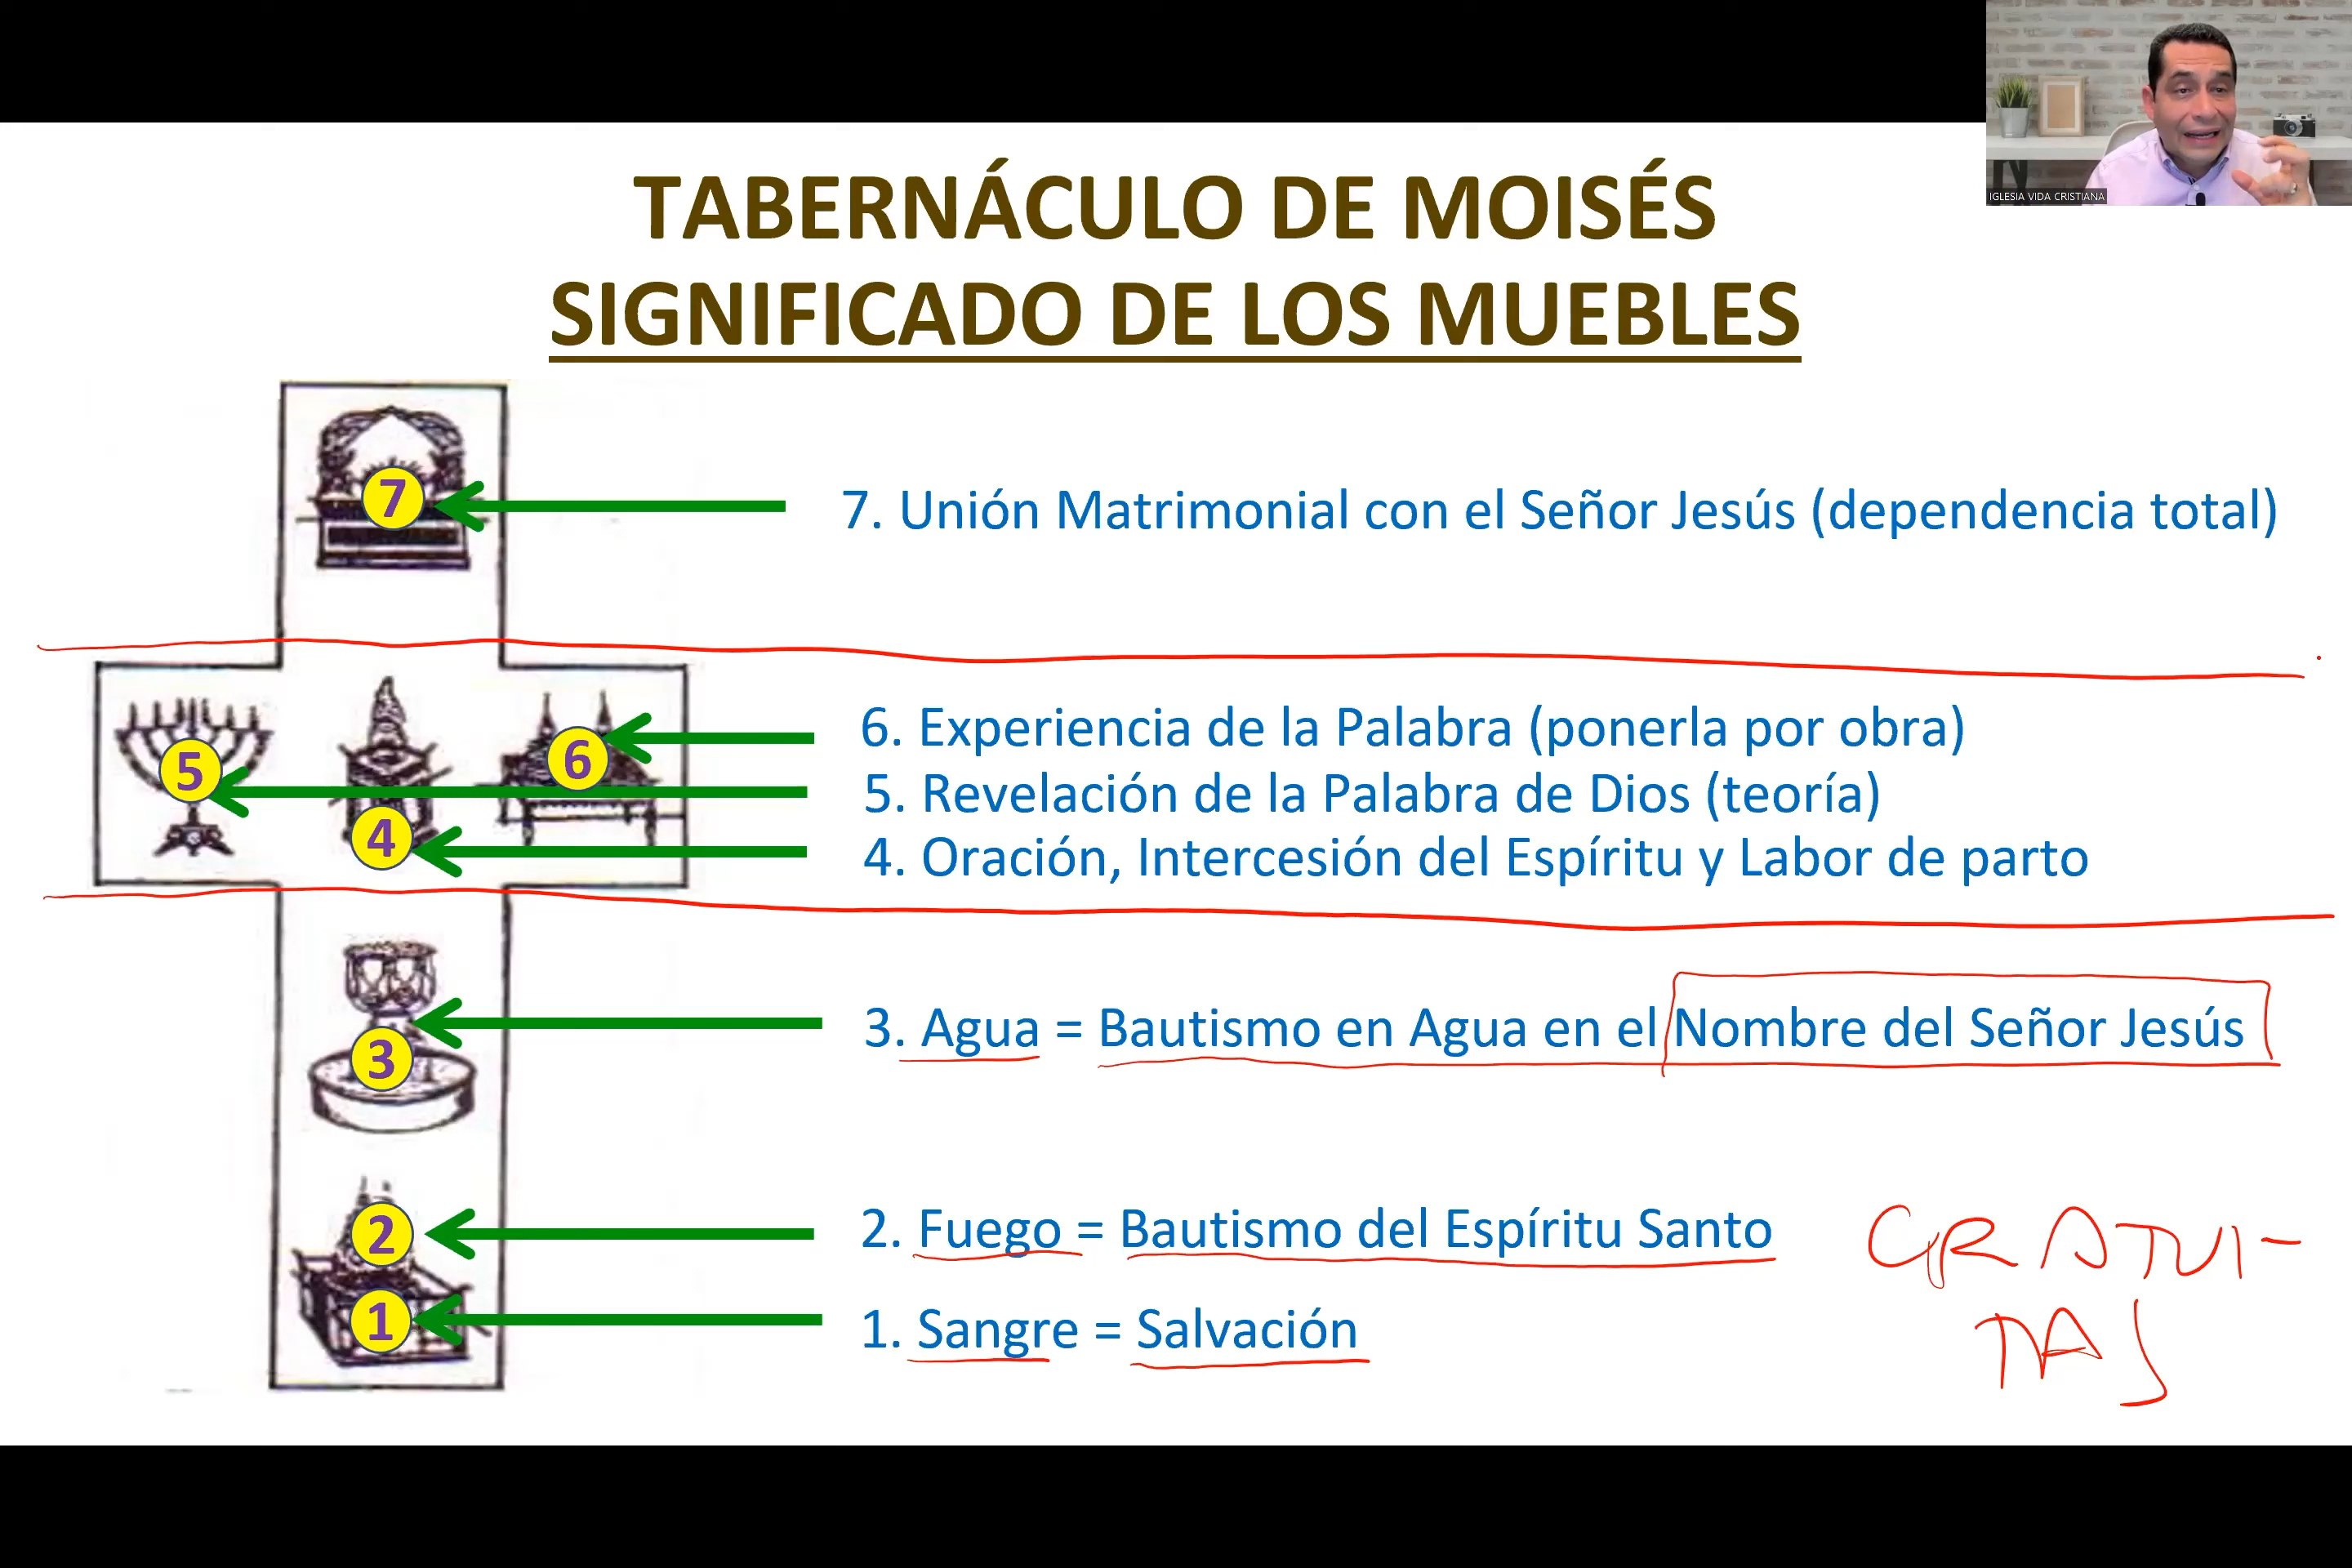 IGLESIA VIDA CRISTIANA
TABERNÁCULO DE MOISÉS
SIGNIFICADO DE LOS MUEBLES
7
7. Unión Matrimonial con el Señor Jesús (dependencia total)
6
6. Experiencia de la Palabra (ponerla por obra)
5
5. Revelación de la Palabra de Dios (teoría)
4
4. Oración, Intercesión del Espíritu y Labor de parto
3
3. Agua = Bautismo en Agua en el Nombre del Señor Jesús
2
2. Fuego = Bautismo del Espíritu Santo
1
1. Sangre = Salvación
GRATUI-
TAS